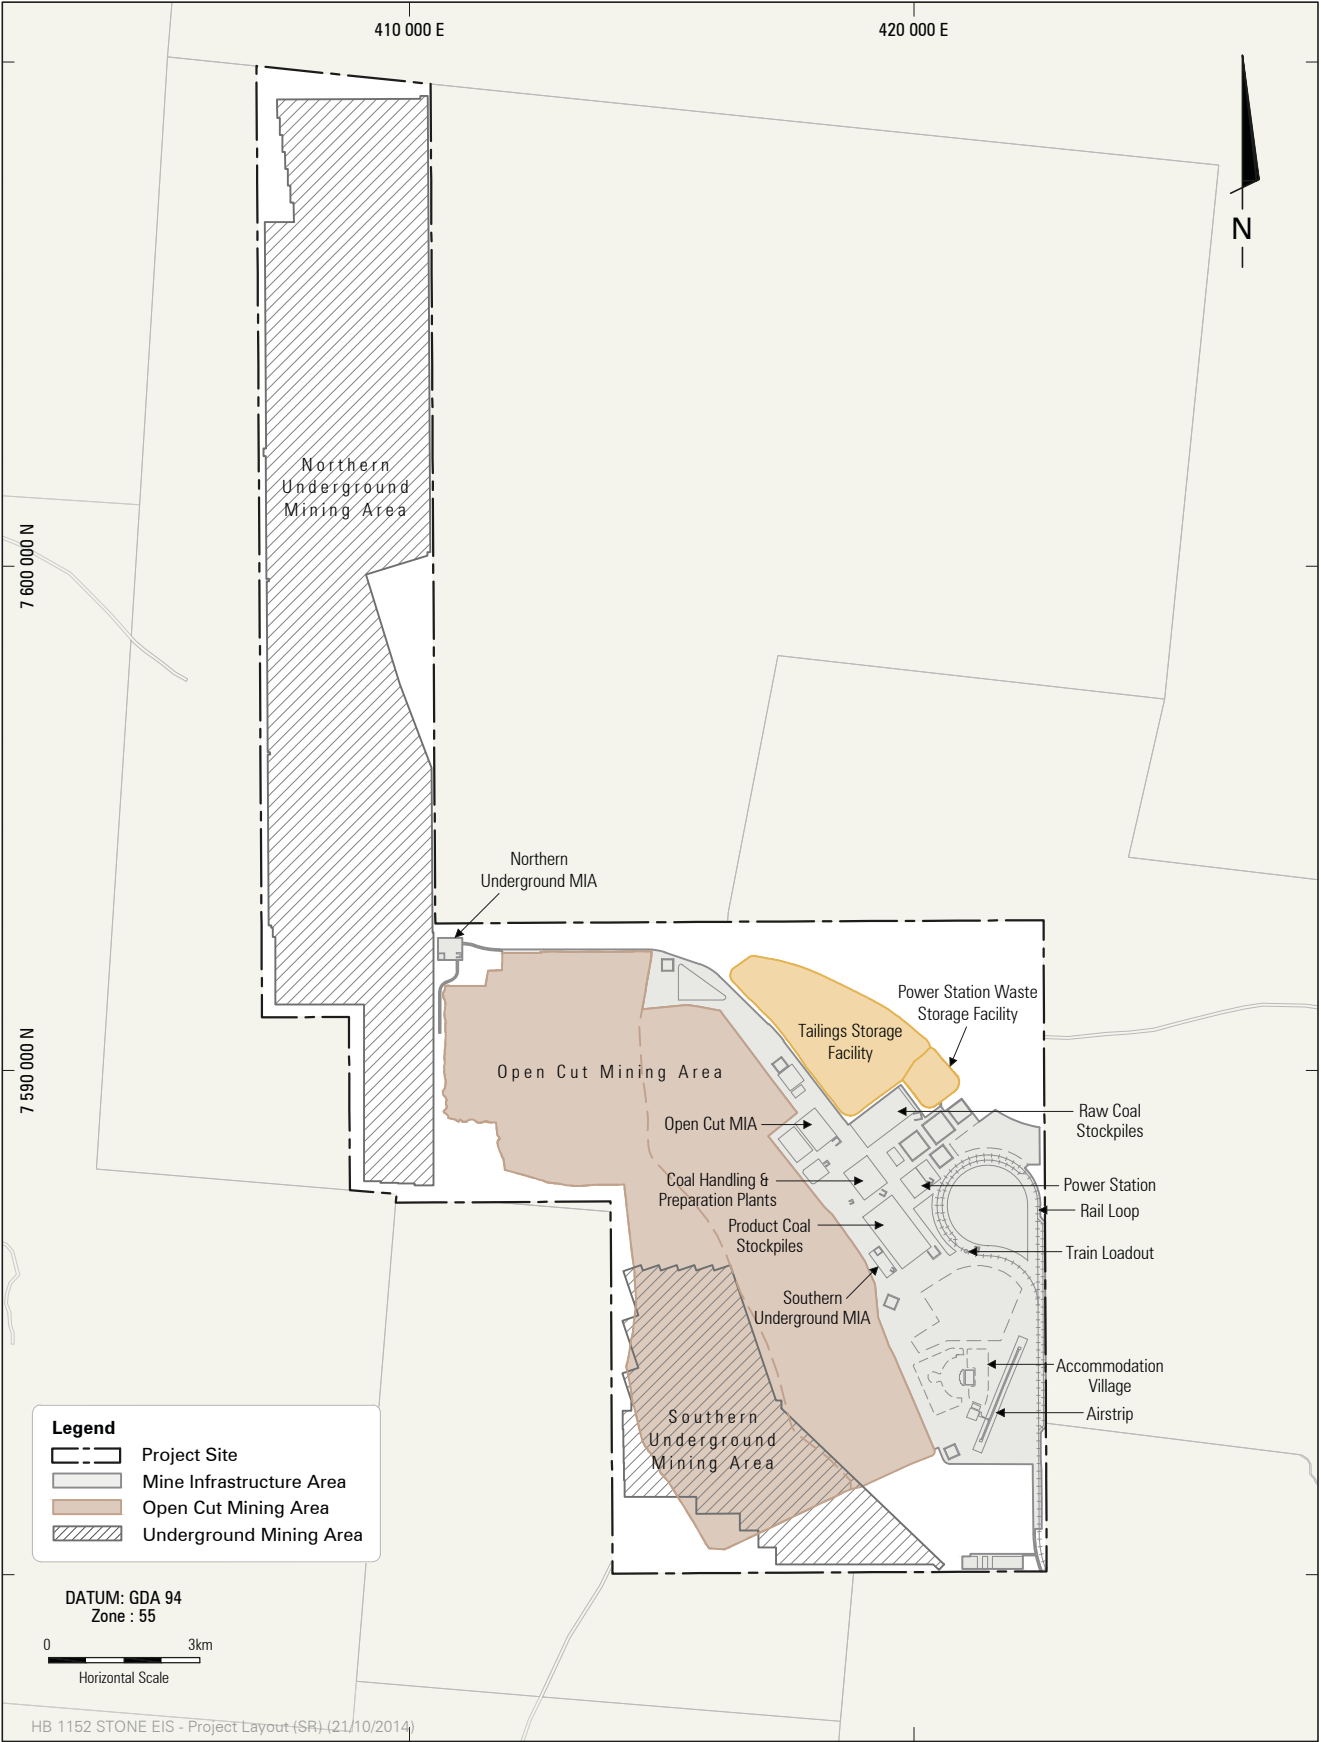 410 000 E
420 000 E
N
7 600 000 N
7 590 000 N
Northern
Underground
Mining Area
Northern
Underground MIA
Power Station Waste
Storage Facility
Tailings Storage
Facility
Open Cut Mining Area
Open Cut MIA
Raw Coal
Stockpiles
Coal Handling &
Preparation Plants
Power Station
Rail Loop
Product Coal
Stockpiles
Train Loadout
Southern
Underground MIA
Accommodation
Village
Airstrip
Southern
Underground
Mining Area
Legend
Project Site
Mine Infrastructure Area
Open Cut Mining Area
Underground Mining Area
DATUM: GDA 94
Zone : 55
0 3km
Horizontal Scale
HB 1152 STONE EIS - Project Layout (SR) (21/10/2014)